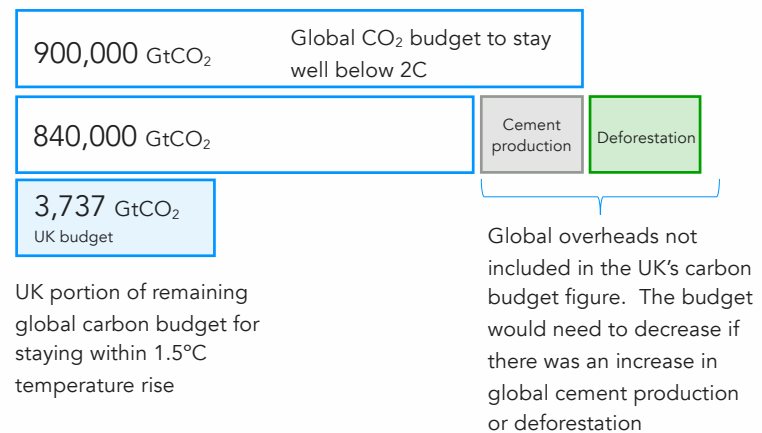 900,000 GtCO₂
Global CO₂ budget to stay
well below 2C
840,000 GtCO₂
Cement
production
Deforestation
3,737 GtCO₂
UK budget
UK portion of remaining
global carbon budget for
staying within 1.5ºC
temperature rise
Global overheads not
included in the UK’s carbon
budget figure.  The budget
would need to decrease if
there was an increase in
global cement production
or deforestation